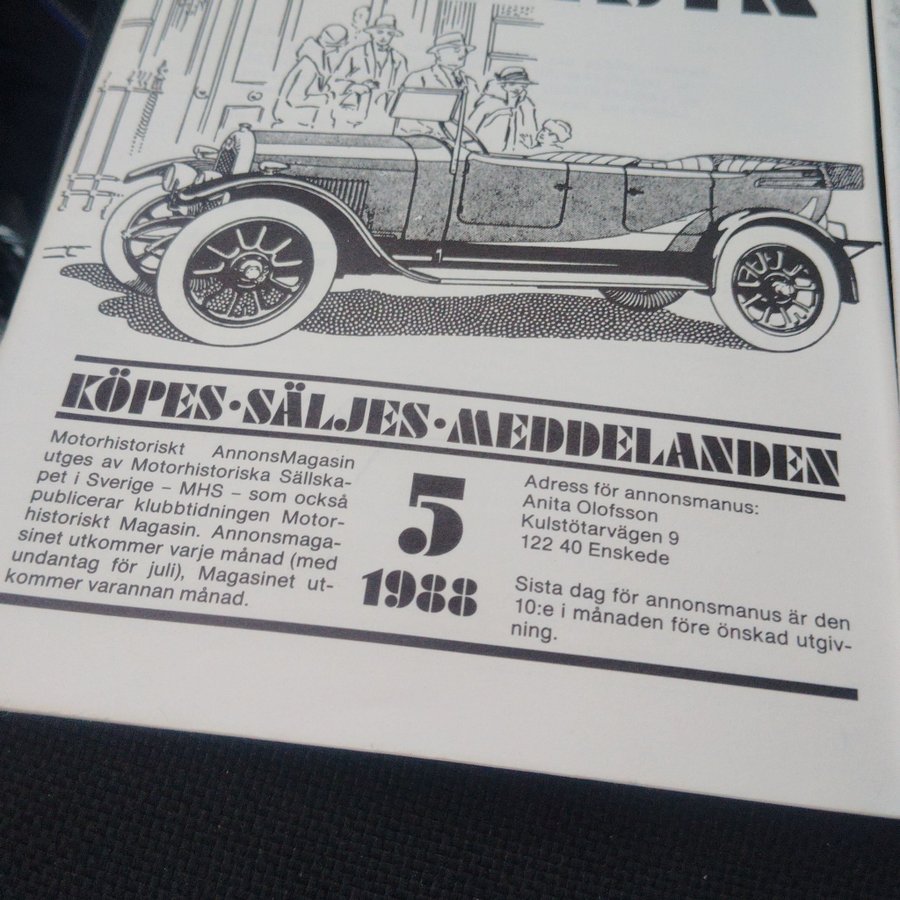 KÖPES·SÄLJES·MEDDELANDEN
Motorhistoriskt AnnonsMagasin
utges av Motorhistoriska Sällska-
pet i Sverige – MHS – som också
publicerar klubbtidningen Motor-
historiskt Magasin. Annonsmaga-
sinet utkommer varje månad (med
undantag för juli), Magasinet ut-
kommer varannan månad.
5
1988
Adress för annonsmanus:
Anita Olofsson
Kulstötarvägen 9
122 40 Enskede
Sista dag för annonsmanus är den
10:e i månaden före önskad utgiv-
ning.